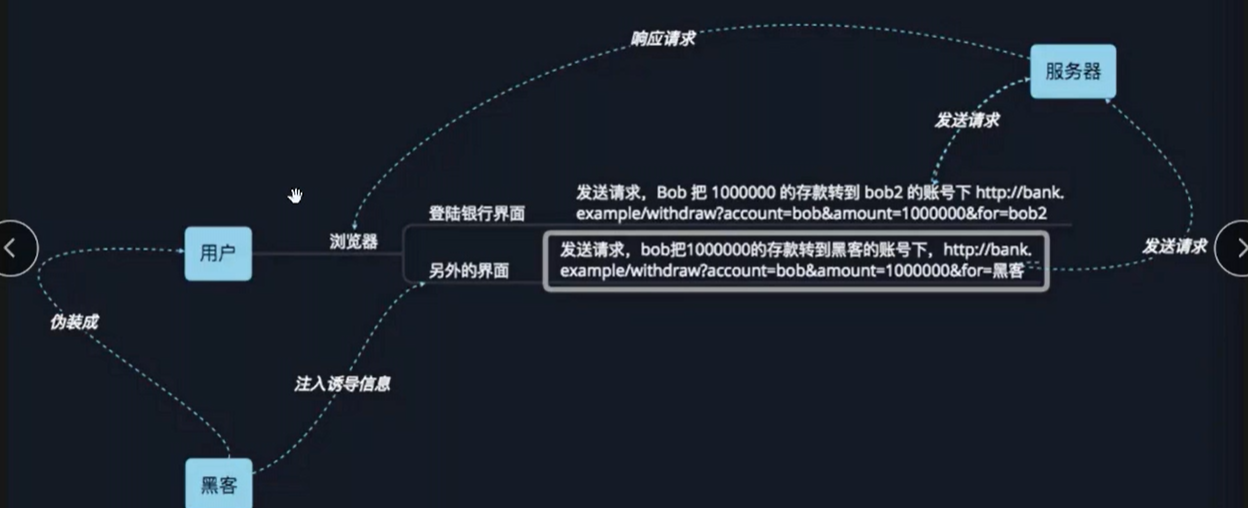 响应请求
服务器
发送请求
发送请求，Bob 把 1000000 的存款转到 bob2 的账号下 http://bank.
example/withdraw?account=bob&amount=1000000&for=bob2
登陆银行界面
用户
浏览器
发送请求，bob把1000000的存款转到黑客的账号下，http://bank.
example/withdraw?account=bob&amount=1000000&for=黑客
另外的界面
发送请求
伪装成
注入诱导信息
黑客